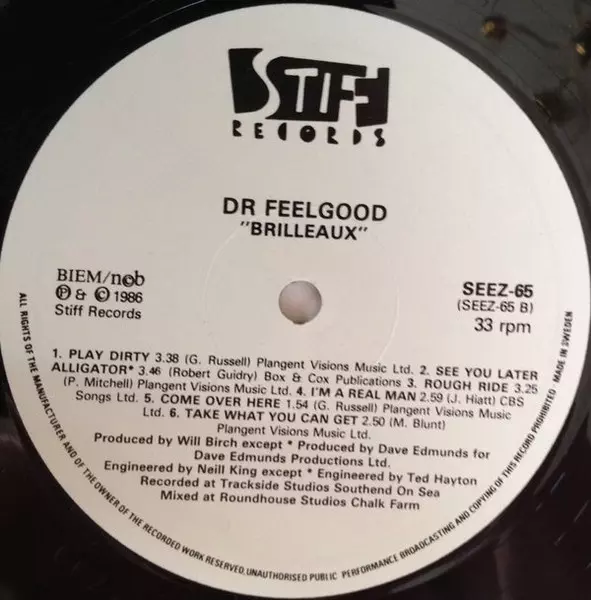 STIFF
RECORDS
DR FEELGOOD
"BRILLEAUX"
BIEM/ncb
Ⓟ & © 1986
Stiff Records
SEEZ-65
(SEEZ-65 B)
33 rpm
1. PLAY DIRTY 3.38 (G. Russell) Plangent Visions Music Ltd. 2. SEE YOU LATER
ALLIGATOR* 3.46 (Robert Guidry) Box & Cox Publications 3. ROUGH RIDE 3.25
(P. Mitchell) Plangent Visions Music Ltd. 4. I'M A REAL MAN 2.59 (J. Hiatt) CBS
Songs Ltd. 5. COME OVER HERE 1.54 (G. Russell) Plangent Visions Music
Ltd. 6. TAKE WHAT YOU CAN GET 2.50 (M. Blunt)
Plangent Visions Music Ltd.
Produced by Will Birch except * Produced by Dave Edmunds for
Dave Edmunds Productions Ltd.
Engineered by Neill King except * Engineered by Ted Hayton
Recorded at Trackside Studios Southend On Sea
Mixed at Roundhouse Studios Chalk Farm
ALL RIGHTS OF THE MANUFACTURER AND OF THE OWNER OF THE RECORDED WORK RESERVED. UNAUTHORISED PUBLIC PERFORMANCE BROADCASTING AND COPYING OF THIS RECORD PROHIBITED MADE IN SWEDEN